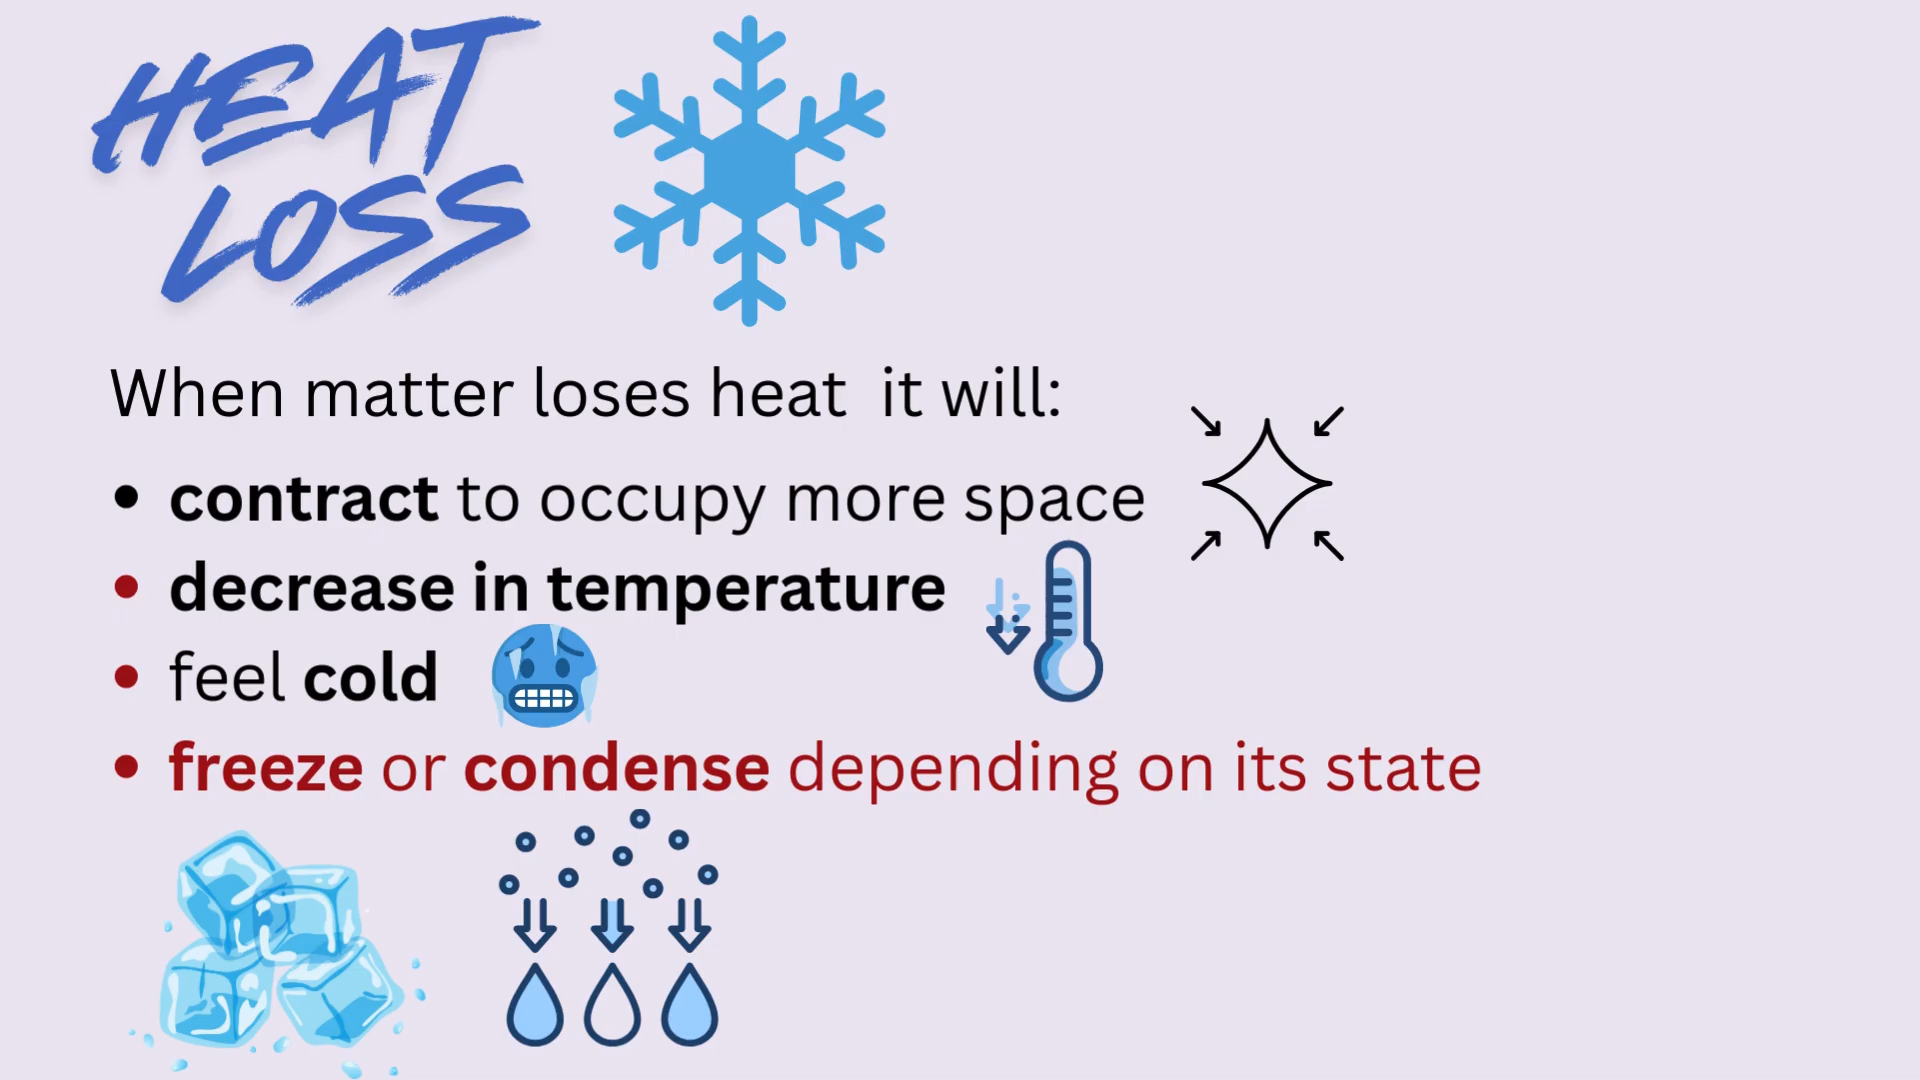 HEAT
LOSS
When matter loses heat it will:
• contract to occupy more space
• decrease in temperature
• feel cold
• freeze or condense depending on its state